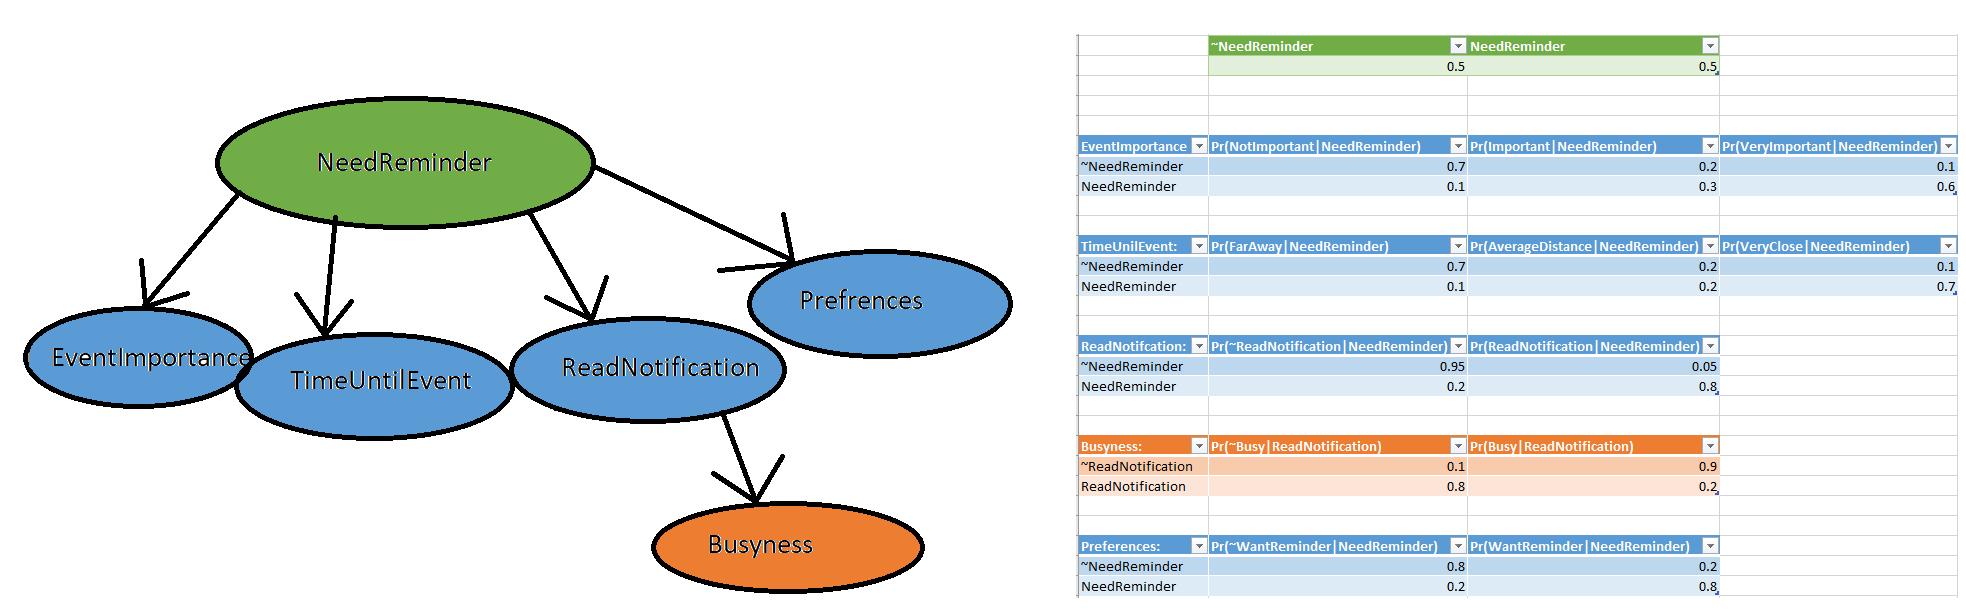 NeedReminder
EventImportance
TimeUntilEvent
ReadNotification
Prefrences
Busyness
~NeedReminder NeedReminder
0.5 0.5
EventImportance Pr(NotImportant|NeedReminder) Pr(Important|NeedReminder) Pr(VeryImportant|NeedReminder)
~NeedReminder 0.7 0.2 0.1
NeedReminder 0.1 0.3 0.6
TimeUnilEvent: Pr(FarAway|NeedReminder) Pr(AverageDistance|NeedReminder) Pr(VeryClose|NeedReminder)
~NeedReminder 0.7 0.2 0.1
NeedReminder 0.1 0.2 0.7
ReadNotifcation: Pr(~ReadNotification|NeedReminder) Pr(ReadNotification|NeedReminder)
~NeedReminder 0.95 0.05
NeedReminder 0.2 0.8
Busyness: Pr(~Busy|ReadNotification) Pr(Busy|ReadNotification)
~ReadNotification 0.1 0.9
ReadNotification 0.8 0.2
Preferences: Pr(~WantReminder|NeedReminder) Pr(WantReminder|NeedReminder)
~NeedReminder 0.8 0.2
NeedReminder 0.2 0.8